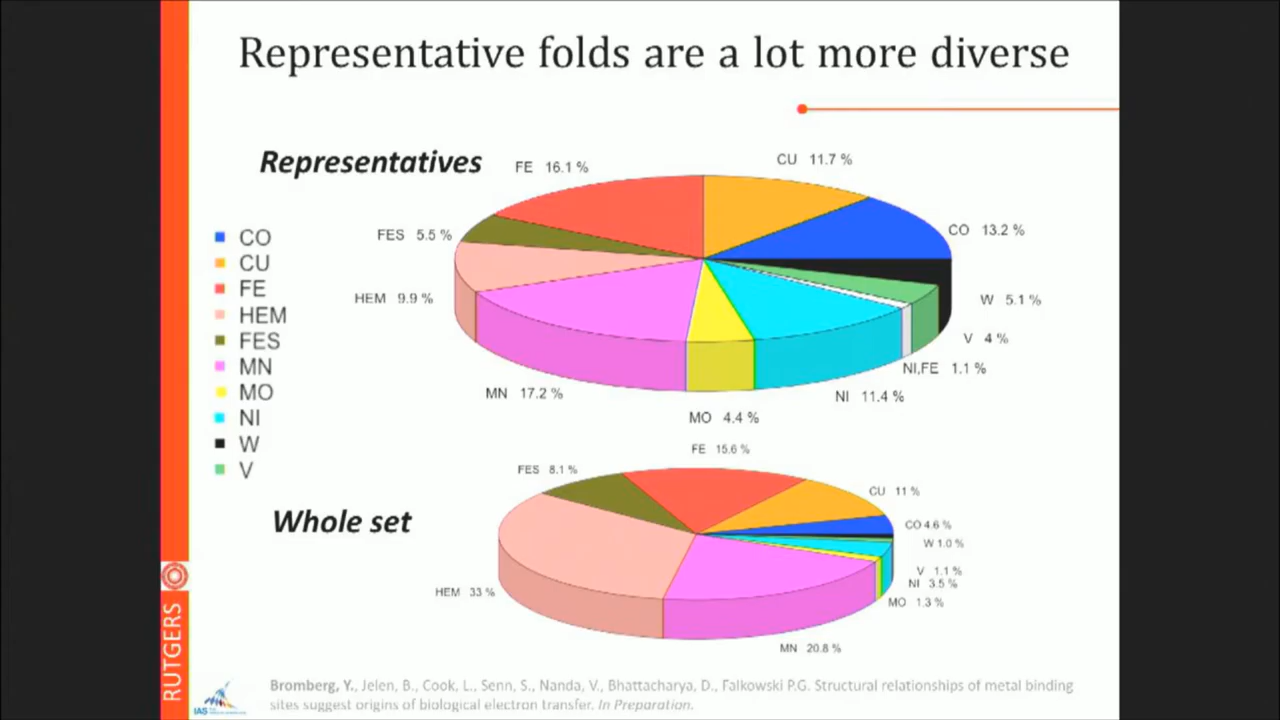 Representative folds are a lot more diverse
Representatives
FE 16.1 %
CU 11.7 %
CO 13.2 %
W 5.1 %
V 4 %
NI,FE 1.1 %
NI 11.4 %
MO 4.4 %
MN 17.2 %
HEM 9.9 %
FES 5.5 %
CO
CU
FE
HEM
FES
MN
MO
NI
W
V
Whole set
FE 15.6 %
CU 11 %
CO 4.6 %
W 1.0 %
V 1.1 %
NI 3.5 %
MO 1.3 %
MN 20.8 %
HEM 33 %
FES 8.1 %
RUTGERS
IAS
Bromberg, Y., Jelen, B., Cook, L., Senn, S., Nanda, V., Bhattacharya, D., Falkowski P.G. Structural relationships of metal binding
sites suggest origins of biological electron transfer. In Preparation.